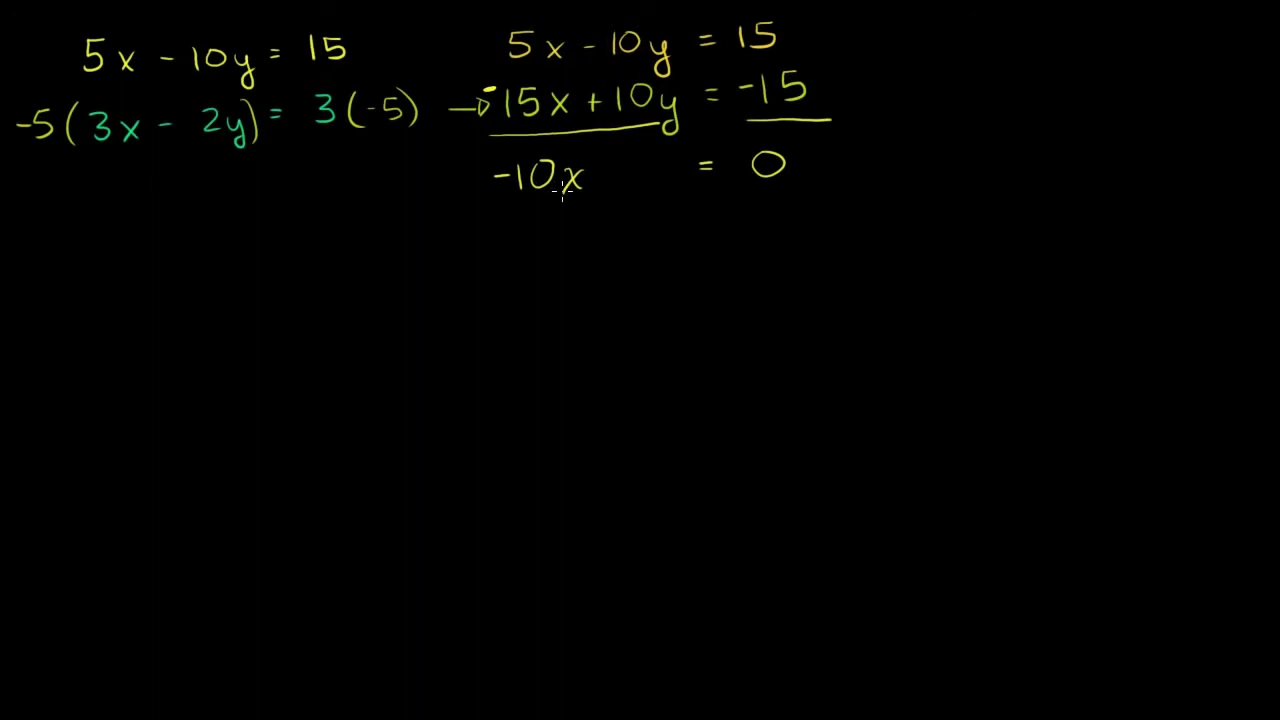 5x - 10y = 15
-5(3x - 2y) = 3(-5)
5x - 10y = 15
→ -15x + 10y = -15
-10x = 0